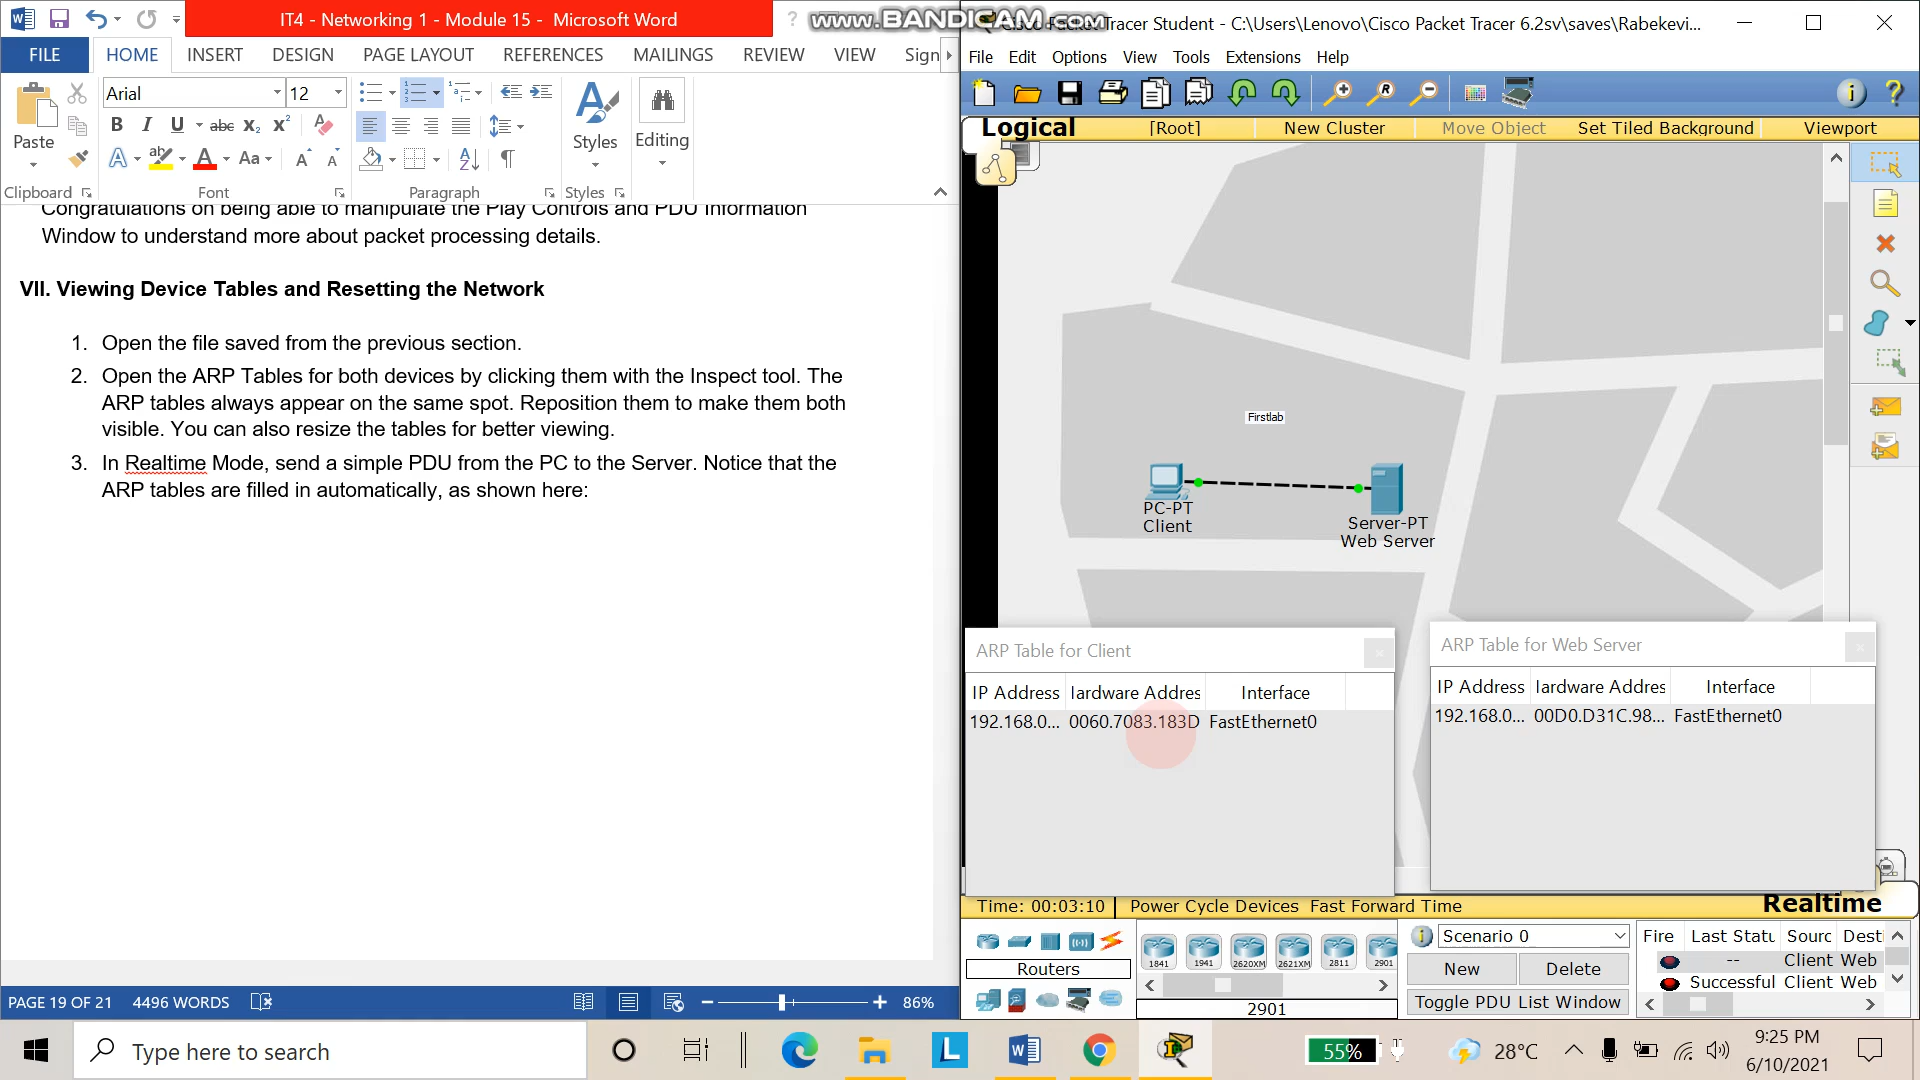 IT4 - Networking 1 - Module 15 - Microsoft Word
www.BANDICAM.com
FILE HOME INSERT DESIGN PAGE LAYOUT REFERENCES MAILINGS REVIEW VIEW Sign
Arial 12
Paste
B I U abc X₂ X²
Styles
Editing
A ab A Aa A A
Clipboard Font Paragraph Styles
Congratulations on being able to manipulate the Play Controls and PDU Information
Window to understand more about packet processing details.
VII. Viewing Device Tables and Resetting the Network
1. Open the file saved from the previous section.
2. Open the ARP Tables for both devices by clicking them with the Inspect tool. The
ARP tables always appear on the same spot. Reposition them to make them both
visible. You can also resize the tables for better viewing.
3. In Realtime Mode, send a simple PDU from the PC to the Server. Notice that the
ARP tables are filled in automatically, as shown here:
PAGE 19 OF 21 4496 WORDS 86%
Cisco Packet Tracer Student - C:\Users\Lenovo\Cisco Packet Tracer 6.2sv\saves\Rabekevi...
File Edit Options View Tools Extensions Help
Logical [Root] New Cluster Move Object Set Tiled Background Viewport
Firstlab
PC-PT
Client
Server-PT
Web Server
ARP Table for Client
IP Address Iardware Addres Interface
192.168.0... 0060.7083.183D FastEthernet0
ARP Table for Web Server
IP Address Iardware Addres Interface
192.168.0... 00D0.D31C.98... FastEthernet0
Time: 00:03:10 Power Cycle Devices Fast Forward Time Realtime
Routers
1841 1941 2620XM 2621XM 2811 2901
2901
Scenario 0
New Delete
Toggle PDU List Window
Fire Last Statu Sourc Desti
-- Client Web
Successful Client Web
Type here to search
55%
28°C
9:25 PM
6/10/2021